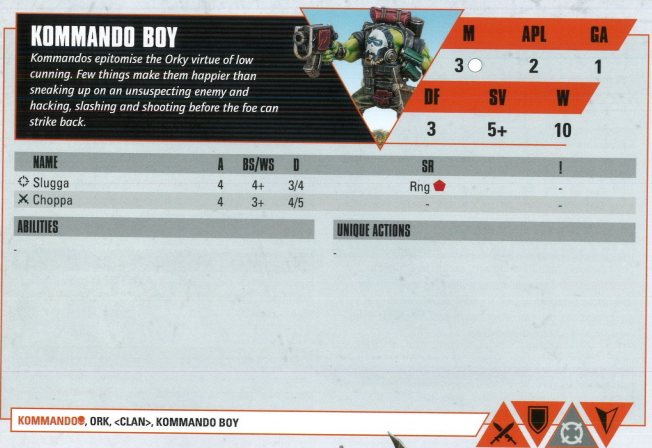 KOMMANDO BOY
Kommandos epitomise the Orky virtue of low
cunning. Few things make them happier than
sneaking up on an unsuspecting enemy and
hacking, slashing and shooting before the foe can
strike back.
M APL GA
3 2 1
DF SV W
3 5+ 10
NAME A BS/WS D SR !
Slugga 4 4+ 3/4 Rng -
Choppa 4 3+ 4/5 - -
ABILITIES UNIQUE ACTIONS
- -
KOMMANDO, ORK, <CLAN>, KOMMANDO BOY